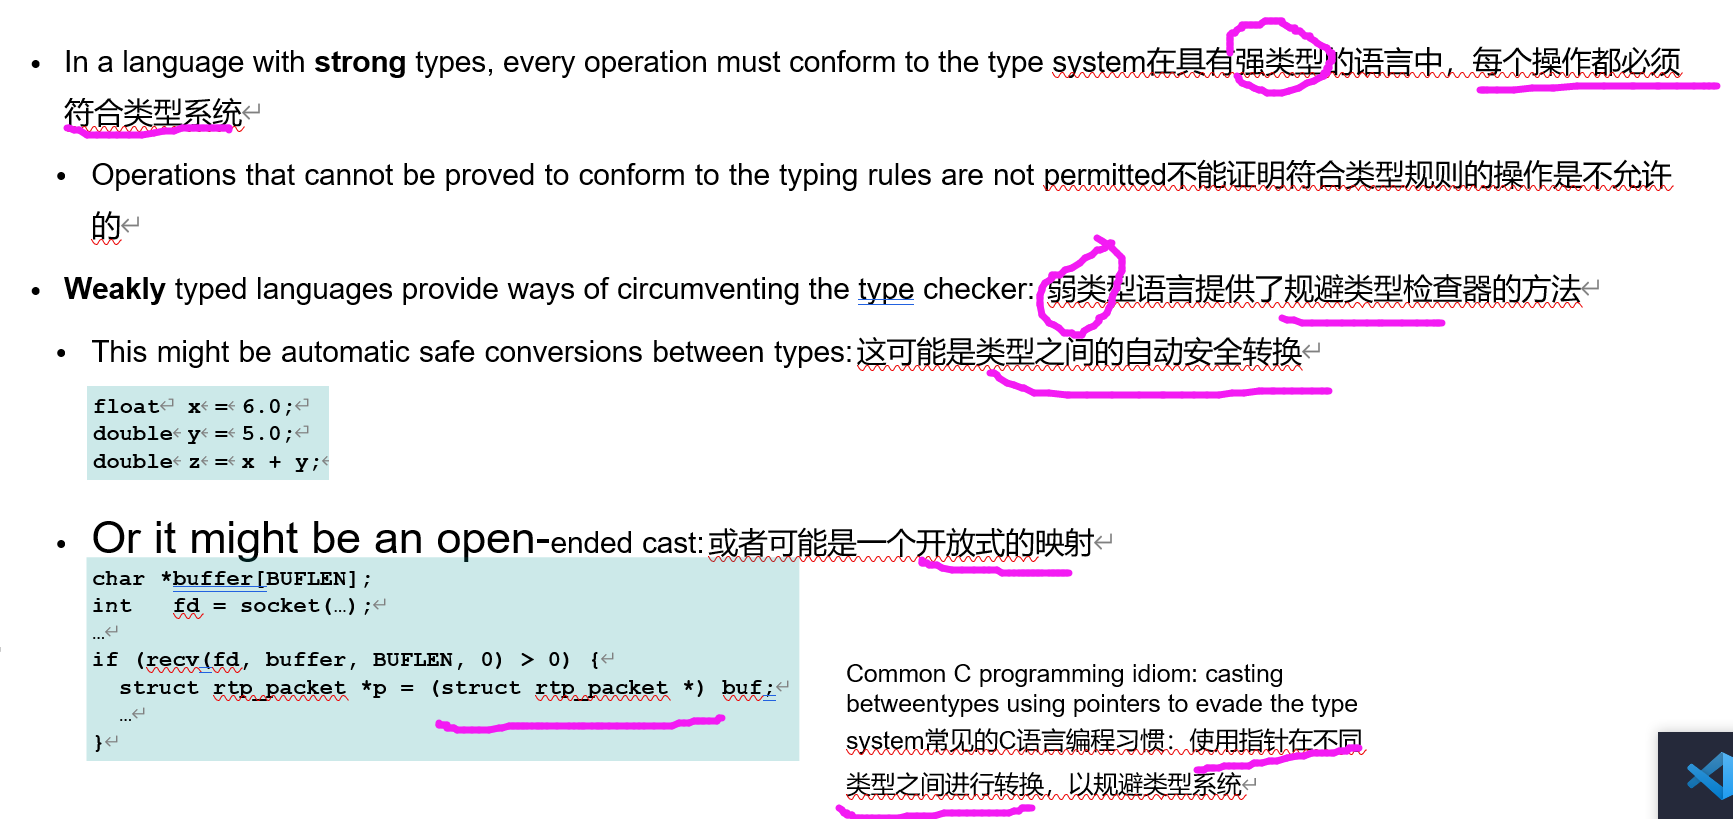 • In a language with strong types, every operation must conform to the type system在具有强类型的语言中，每个操作都必须
符合类型系统
• Operations that cannot be proved to conform to the typing rules are not permitted不能证明符合类型规则的操作是不允许
的
• Weakly typed languages provide ways of circumventing the type checker: 弱类型语言提供了规避类型检查器的方法
• This might be automatic safe conversions between types:这可能是类型之间的自动安全转换
float x = 6.0;
double y = 5.0;
double z = x + y;
• Or it might be an open-ended cast:或者可能是一个开放式的映射
char *buffer[BUFLEN];
int fd = socket(…);
…
if (recv(fd, buffer, BUFLEN, 0) > 0) {
struct rtp_packet *p = (struct rtp_packet *) buf;
…
}
Common C programming idiom: casting
betweentypes using pointers to evade the type
system常见的C语言编程习惯：使用指针在不同
类型之间进行转换，以规避类型系统